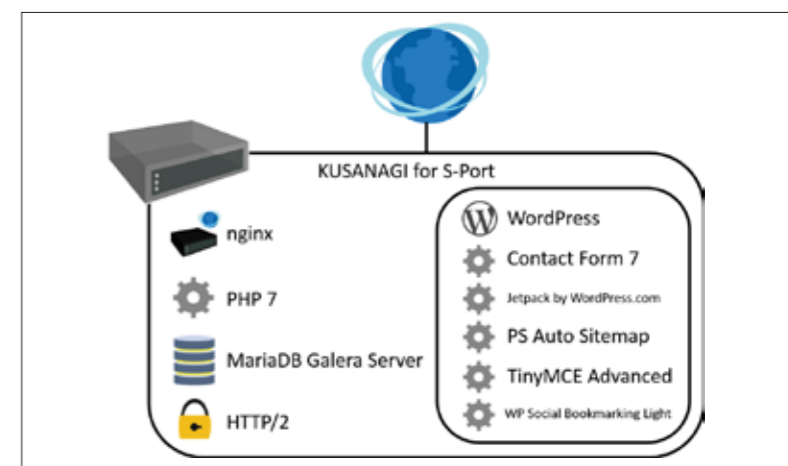 KUSANAGI for S-Port
nginx
PHP 7
MariaDB Galera Server
HTTP/2
WordPress
Contact Form 7
Jetpack by WordPress.com
PS Auto Sitemap
TinyMCE Advanced
WP Social Bookmarking Light